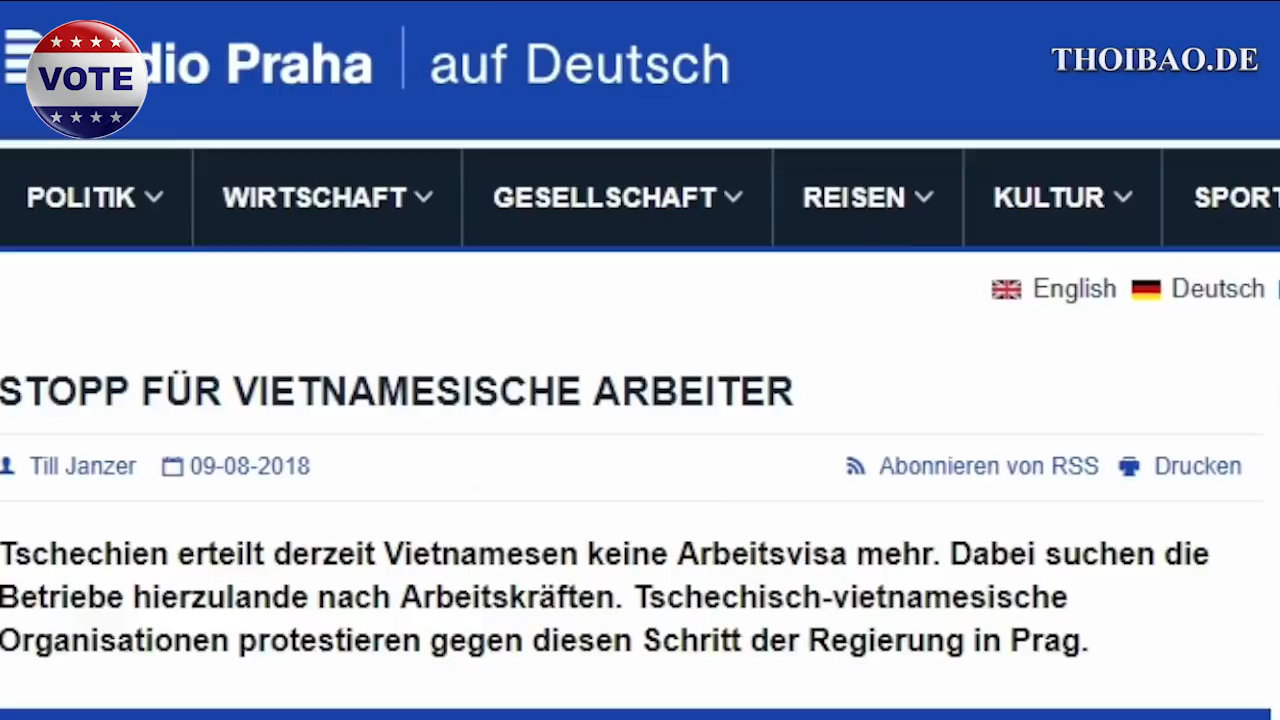 VOTE
dio Praha
auf Deutsch
THOIBAO.DE
POLITIK
WIRTSCHAFT
GESELLSCHAFT
REISEN
KULTUR
SPORT
English
Deutsch
STOPP FÜR VIETNAMESISCHE ARBEITER
Till Janzer
09-08-2018
Abonnieren von RSS
Drucken
Tschechien erteilt derzeit Vietnamesen keine Arbeitsvisa mehr. Dabei suchen die
Betriebe hierzulande nach Arbeitskräften. Tschechisch-vietnamesische
Organisationen protestieren gegen diesen Schritt der Regierung in Prag.